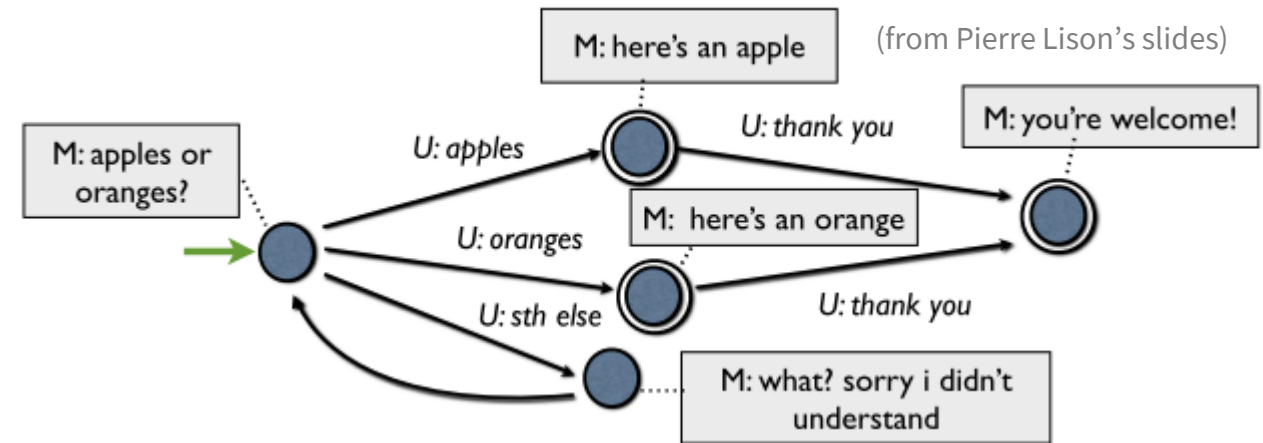 M: here's an apple
(from Pierre Lison's slides)
M: you're welcome!
U: thank you
M: apples or
oranges?
U: apples
M: here's an orange
U: oranges
U: thank you
U: sth else
M: what? sorry i didn't
understand